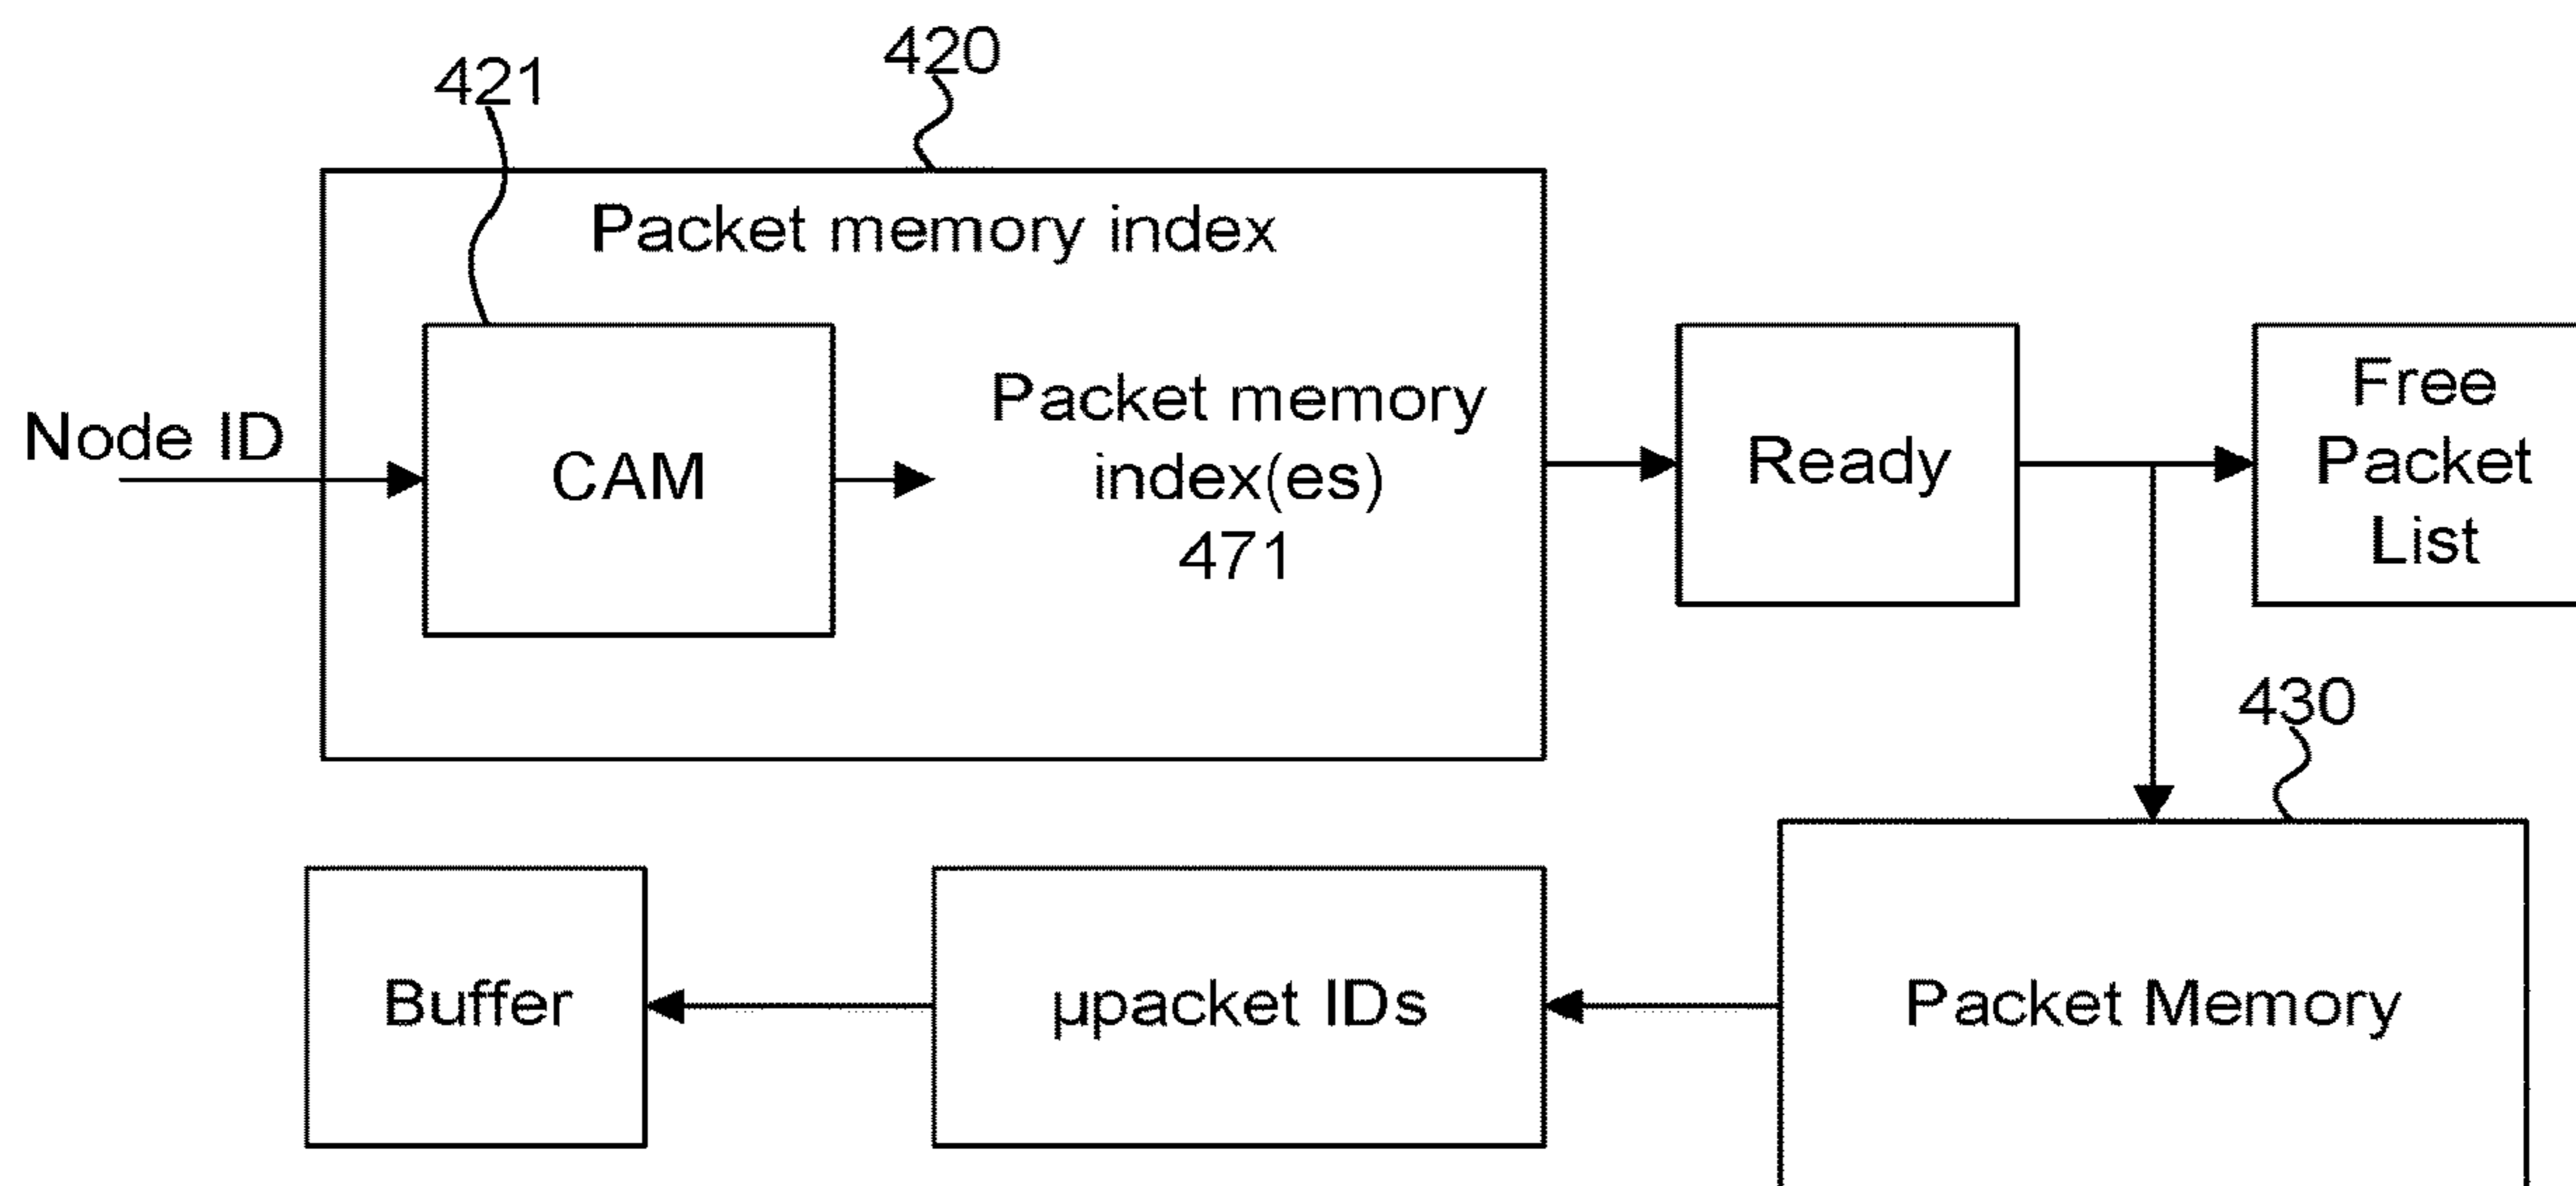 420
421
Packet memory index
Node ID
CAM
Packet memory
index(es)
471
Ready
Free
Packet
List
430
Buffer
µpacket IDs
Packet Memory